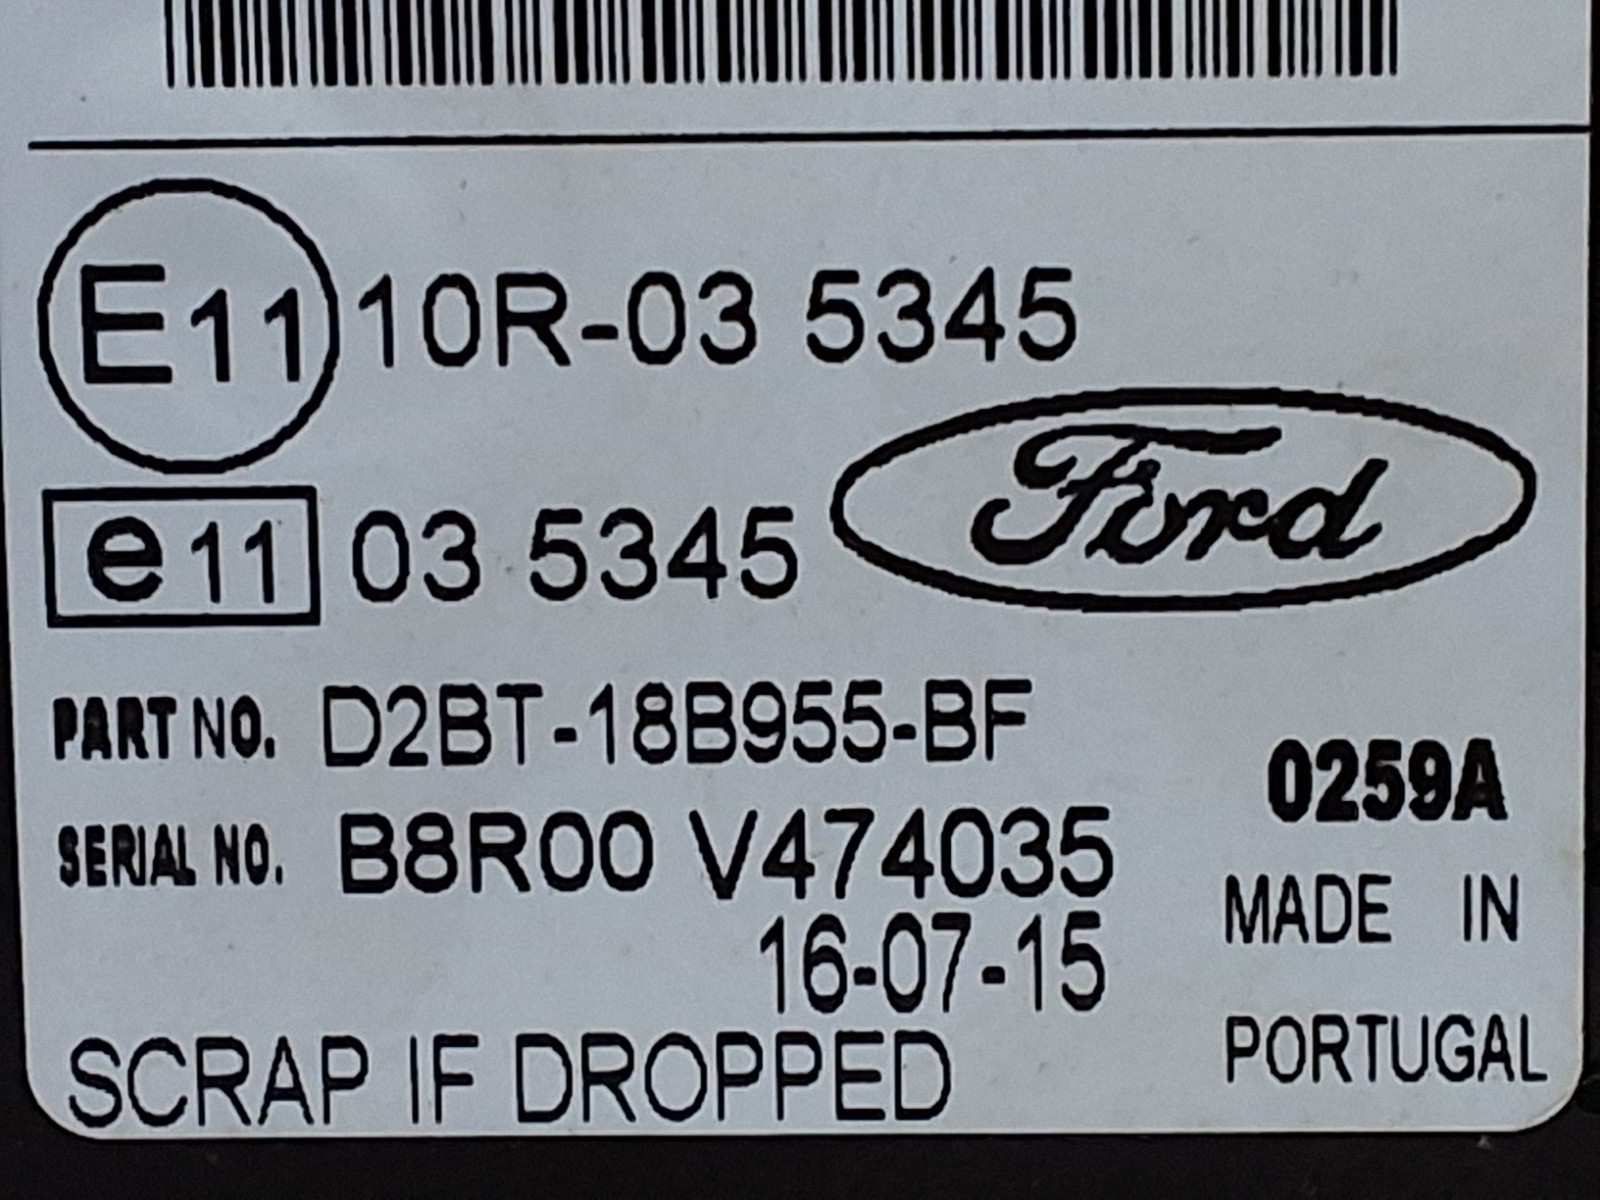 E11 10R-03 5345
e11 03 5345
Ford
PART NO. D2BT-18B955-BF
0259A
SERIAL NO. B8R00 V474035
MADE IN
16-07-15
PORTUGAL
SCRAP IF DROPPED